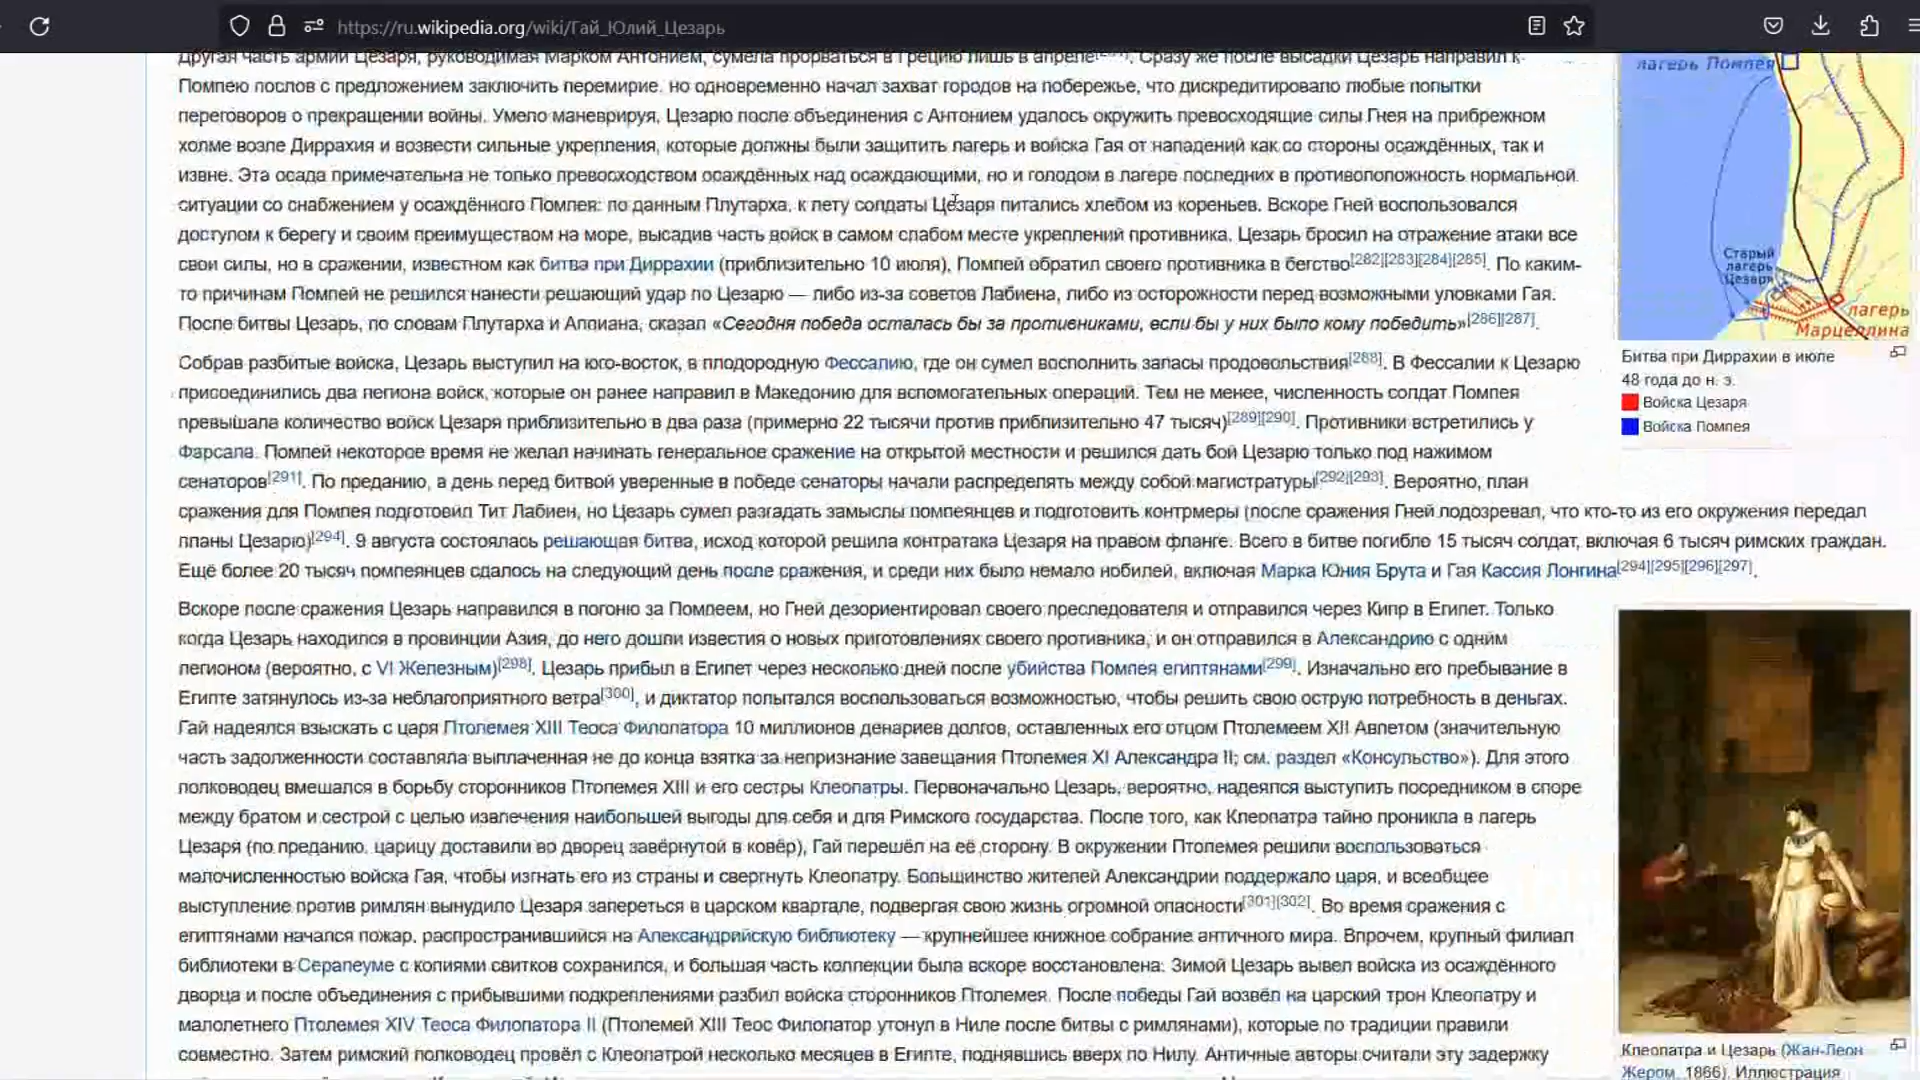 https://ru.wikipedia.org/wiki/Гай_Юлий_Цезарь
Другая часть армии Цезаря, руководимая Марком Антонием, сумела прорваться в Грецию лишь в апреле. Сразу же после высадки Цезарь направил к
Помпею послов с предложением заключить перемирие, но одновременно начал захват городов на побережье, что дискредитировало любые попытки
переговоров о прекращении войны. Умело маневрируя, Цезарю после объединения с Антонием удалось окружить превосходящие силы Гнея на прибрежном
холме возле Диррахия и возвести сильные укрепления, которые должны были защитить лагерь и войска Гая от нападений как со стороны осаждённых, так и
извне. Эта осада примечательна не только превосходством осаждённых над осаждающими, но и голодом в лагере последних в противоположность нормальной
ситуации со снабжением у осаждённого Помпея: по данным Плутарха, к лету солдаты Цезаря питались хлебом из кореньев. Вскоре Гней воспользовался
доступом к берегу и своим преимуществом на море, высадив часть войск в самом слабом месте укреплений противника. Цезарь бросил на отражение атаки все
свои силы, но в сражении, известном как битва при Диррахии (приблизительно 10 июля), Помпей обратил своего противника в бегство[282][283][284][285]. По каким-
то причинам Помпей не решился нанести решающий удар по Цезарю — либо из-за советов Лабиена, либо из осторожности перед возможными уловками Гая.
После битвы Цезарь, по словам Плутарха и Аппиана, сказал «Сегодня победа осталась бы за противниками, если бы у них было кому победить»[286][287].
Собрав разбитые войска, Цезарь выступил на юго-восток, в плодородную Фессалию, где он сумел восполнить запасы продовольствия[288]. В Фессалии к Цезарю
присоединились два легиона войск, которые он ранее направил в Македонию для вспомогательных операций. Тем не менее, численность солдат Помпея
превышала количество войск Цезаря приблизительно в два раза (примерно 22 тысячи против приблизительно 47 тысяч)[289][290]. Противники встретились у
Фарсала. Помпей некоторое время не желал начинать генеральное сражение на открытой местности и решился дать бой Цезарю только под нажимом
сенаторов[291]. По преданию, в день перед битвой уверенные в победе сенаторы начали распределять между собой магистратуры[292][293]. Вероятно, план
сражения для Помпея подготовил Тит Лабиен, но Цезарь сумел разгадать замыслы помпеянцев и подготовить контрмеры (после сражения Гней подозревал, что кто-то из его окружения передал
планы Цезарю)[294]. 9 августа состоялась решающая битва, исход которой решила контратака Цезаря на правом фланге. Всего в битве погибло 15 тысяч солдат, включая 6 тысяч римских граждан.
Ещё более 20 тысяч помпеянцев сдалось на следующий день после сражения, и среди них было немало нобилей, включая Марка Юния Брута и Гая Кассия Лонгина[294][295][296][297].
Вскоре после сражения Цезарь направился в погоню за Помпеем, но Гней дезориентировал своего преследователя и отправился через Кипр в Египет. Только
когда Цезарь находился в провинции Азия, до него дошли известия о новых приготовлениях своего противника, и он отправился в Александрию с одним
легионом (вероятно, с VI Железным)[298]. Цезарь прибыл в Египет через несколько дней после убийства Помпея египтянами[299]. Изначально его пребывание в
Египте затянулось из-за неблагоприятного ветра[300], и диктатор попытался воспользоваться возможностью, чтобы решить свою острую потребность в деньгах.
Гай надеялся взыскать с царя Птолемея XIII Теоса Филопатора 10 миллионов денариев долгов, оставленных его отцом Птолемеем XII Авлетом (значительную
часть задолженности составляла выплаченная не до конца взятка за непризнание завещания Птолемея XI Александра II; см. раздел «Консульство»). Для этого
полководец вмешался в борьбу сторонников Птолемея XIII и его сестры Клеопатры. Первоначально Цезарь, вероятно, надеялся выступить посредником в споре
между братом и сестрой с целью извлечения наибольшей выгоды для себя и для Римского государства. После того, как Клеопатра тайно проникла в лагерь
Цезаря (по преданию, царицу доставили во дворец завёрнутой в ковёр), Гай перешёл на её сторону. В окружении Птолемея решили воспользоваться
малочисленностью войска Гая, чтобы изгнать его из страны и свергнуть Клеопатру. Большинство жителей Александрии поддержало царя, и всеобщее
выступление против римлян вынудило Цезаря запереться в царском квартале, подвергая свою жизнь огромной опасности[301][302]. Во время сражения с
египтянами начался пожар, распространившийся на Александрийскую библиотеку — крупнейшее книжное собрание античного мира. Впрочем, крупный филиал
библиотеки в Серапеуме с копиями свитков сохранился, и большая часть коллекции была вскоре восстановлена. Зимой Цезарь вывел войска из осаждённого
дворца и после объединения с прибывшими подкреплениями разбил войска сторонников Птолемея. После победы Гай возвёл на царский трон Клеопатру и
малолетнего Птолемея XIV Теоса Филопатора II (Птолемей XIII Теос Филопатор утонул в Ниле после битвы с римлянами), которые по традиции правили
совместно. Затем римский полководец провёл с Клеопатрой несколько месяцев в Египте, поднявшись вверх по Нилу. Античные авторы считали эту задержку
лагерь Помпея
Старый
лагерь
Цезаря
лагерь
Марцеллина
Битва при Диррахии в июле
48 года до н. э.
Войска Цезаря
Войска Помпея
Клеопатра и Цезарь (Жан-Леон
Жером, 1866). Иллюстрация